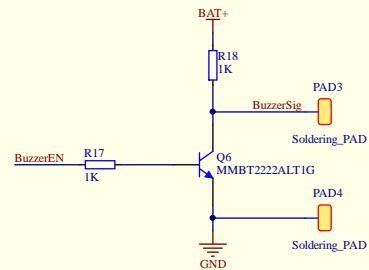 BAT+
R18
1K
PAD3
BuzzerSig
Soldering_PAD
BuzzerEN
R17
1K
Q6
MMBT2222ALT1G
PAD4
Soldering_PAD
GND